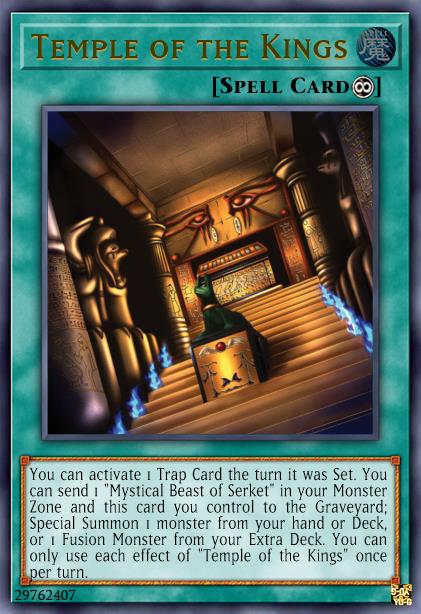 TEMPLE OF THE KINGS 魔
[SPELL CARD∞]
You can activate 1 Trap Card the turn it was Set. You
can send 1 "Mystical Beast of Serket" in your Monster
Zone and this card you control to the Graveyard;
Special Summon 1 monster from your hand or Deck,
or 1 Fusion Monster from your Extra Deck. You can
only use each effect of "Temple of the Kings" once
per turn.
29762407